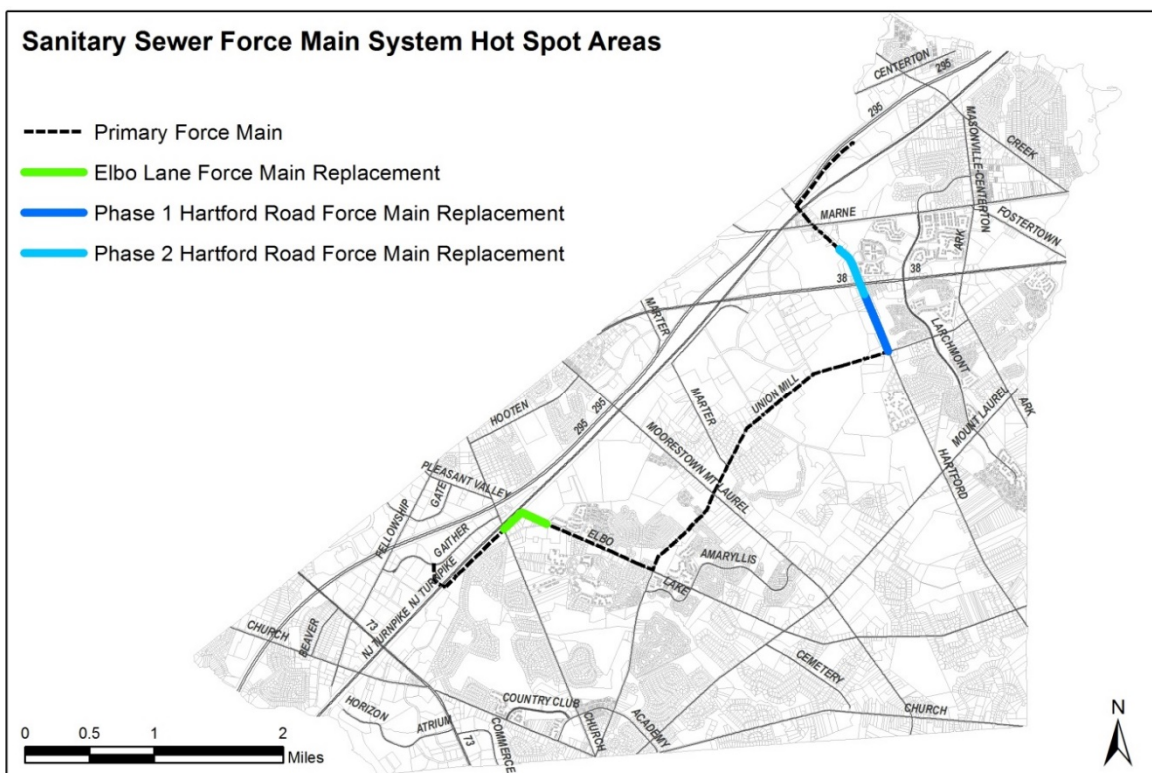 Sanitary Sewer Force Main System Hot Spot Areas
Primary Force Main
Elbo Lane Force Main Replacement
Phase 1 Hartford Road Force Main Replacement
Phase 2 Hartford Road Force Main Replacement
CENTERTON
295
295
MASONVILLE-CENTERTON
CREEK
MARNE
ARK
FOSTERTOWN
38
38
MARTER
LARCHMONT
MARTER
UNION MILL
ARK
MOUNT LAUREL
HOOTEN
295
295
MOORESTOWN MT LAUREL
HARTFORD
PLEASANT VALLEY
GATE
FELLOWSHIP
GAITHER
ELBO
AMARYLLIS
LAKE
NJ TURNPIKE
NJ TURNPIKE
73
CHURCH
BEAVER
CEMETERY
HORIZON
ATRIUM
73
COMMERCE
COUNTRY CLUB
CHURCH
ACADEMY
CHURCH
0 0.5 1 2
Miles
N